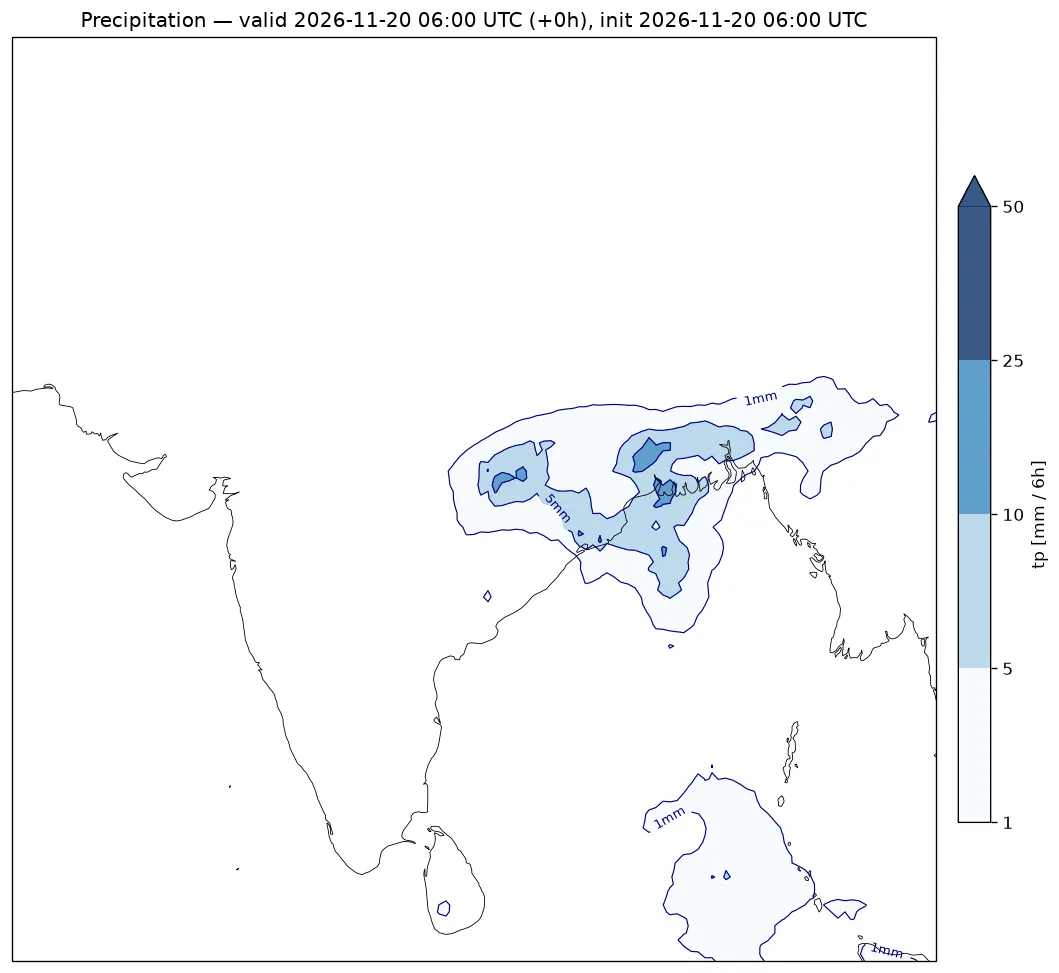 Precipitation — valid 2026-11-20 06:00 UTC (+0h), init 2026-11-20 06:00 UTC
1mm
5mm
1mm
1mm
50
25
10
5
1
tp [mm / 6h]